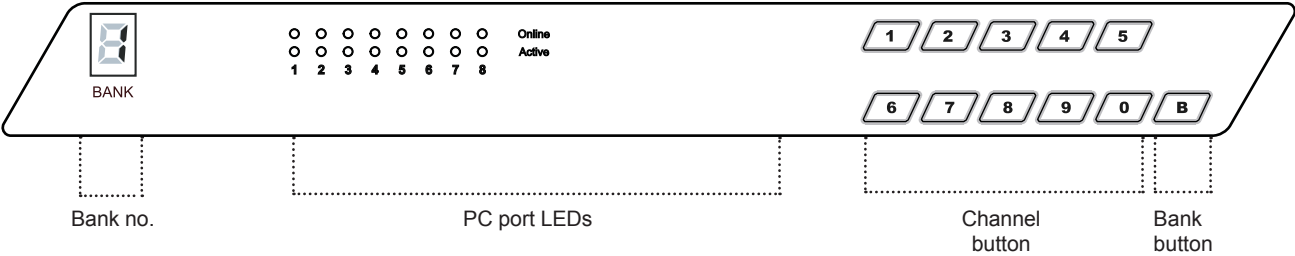 1
BANK
Online
Active
1 2 3 4 5 6 7 8
1 2 3 4 5
6 7 8 9 0 B
Bank no.
PC port LEDs
Channel
button
Bank
button